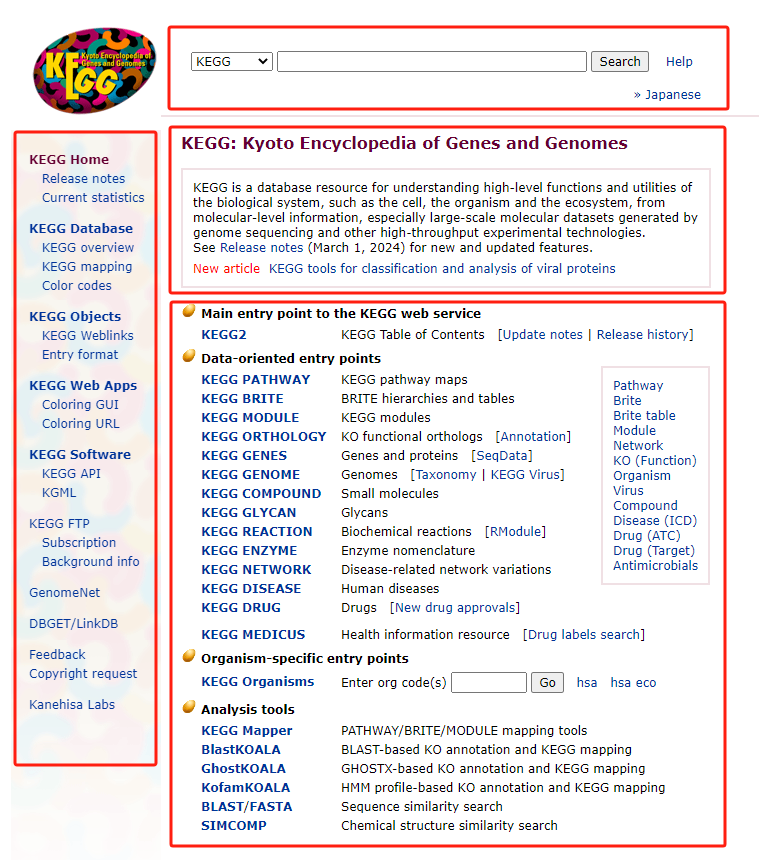 KEGG Kyoto Encyclopedia of
Genes and Genomes
KEGG Search Help
» Japanese
KEGG Home
Release notes
Current statistics
KEGG Database
KEGG overview
KEGG mapping
Color codes
KEGG Objects
KEGG Weblinks
Entry format
KEGG Web Apps
Coloring GUI
Coloring URL
KEGG Software
KEGG API
KGML
KEGG FTP
Subscription
Background info
GenomeNet
DBGET/LinkDB
Feedback
Copyright request
Kanehisa Labs
KEGG: Kyoto Encyclopedia of Genes and Genomes
KEGG is a database resource for understanding high-level functions and utilities of
the biological system, such as the cell, the organism and the ecosystem, from
molecular-level information, especially large-scale molecular datasets generated by
genome sequencing and other high-throughput experimental technologies.
See Release notes (March 1, 2024) for new and updated features.
New article KEGG tools for classification and analysis of viral proteins
Main entry point to the KEGG web service
KEGG2 KEGG Table of Contents [Update notes | Release history]
Data-oriented entry points
KEGG PATHWAY KEGG pathway maps
KEGG BRITE BRITE hierarchies and tables
KEGG MODULE KEGG modules
KEGG ORTHOLOGY KO functional orthologs [Annotation]
KEGG GENES Genes and proteins [SeqData]
KEGG GENOME Genomes [Taxonomy | KEGG Virus]
KEGG COMPOUND Small molecules
KEGG GLYCAN Glycans
KEGG REACTION Biochemical reactions [RModule]
KEGG ENZYME Enzyme nomenclature
KEGG NETWORK Disease-related network variations
KEGG DISEASE Human diseases
KEGG DRUG Drugs [New drug approvals]
KEGG MEDICUS Health information resource [Drug labels search]
Pathway
Brite
Brite table
Module
Network
KO (Function)
Organism
Virus
Compound
Disease (ICD)
Drug (ATC)
Drug (Target)
Antimicrobials
Organism-specific entry points
KEGG Organisms Enter org code(s) Go hsa hsa eco
Analysis tools
KEGG Mapper PATHWAY/BRITE/MODULE mapping tools
BlastKOALA BLAST-based KO annotation and KEGG mapping
GhostKOALA GHOSTX-based KO annotation and KEGG mapping
KofamKOALA HMM profile-based KO annotation and KEGG mapping
BLAST/FASTA Sequence similarity search
SIMCOMP Chemical structure similarity search